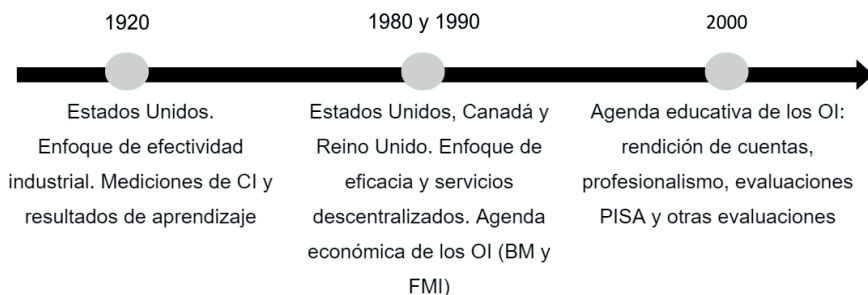 1920
Estados Unidos.
Enfoque de efectividad
industrial. Mediciones de CI y
resultados de aprendizaje
1980 y 1990
Estados Unidos, Canadá y
Reino Unido. Enfoque de
eficacia y servicios
descentralizados. Agenda
económica de los OI (BM y
FMI)
2000
Agenda educativa de los OI:
rendición de cuentas,
profesionalismo, evaluaciones
PISA y otras evaluaciones